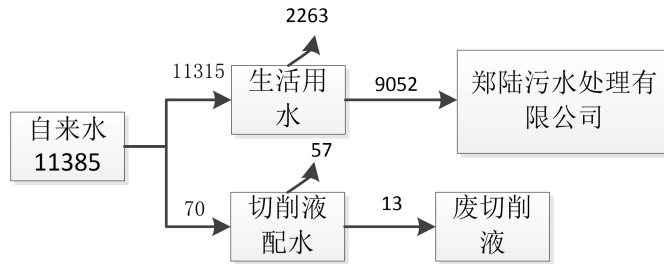 2263
11315
生活用
水
9052
郑陆污水处理有
限公司
自来水
11385
57
70
切削液
配水
13
废切削
液